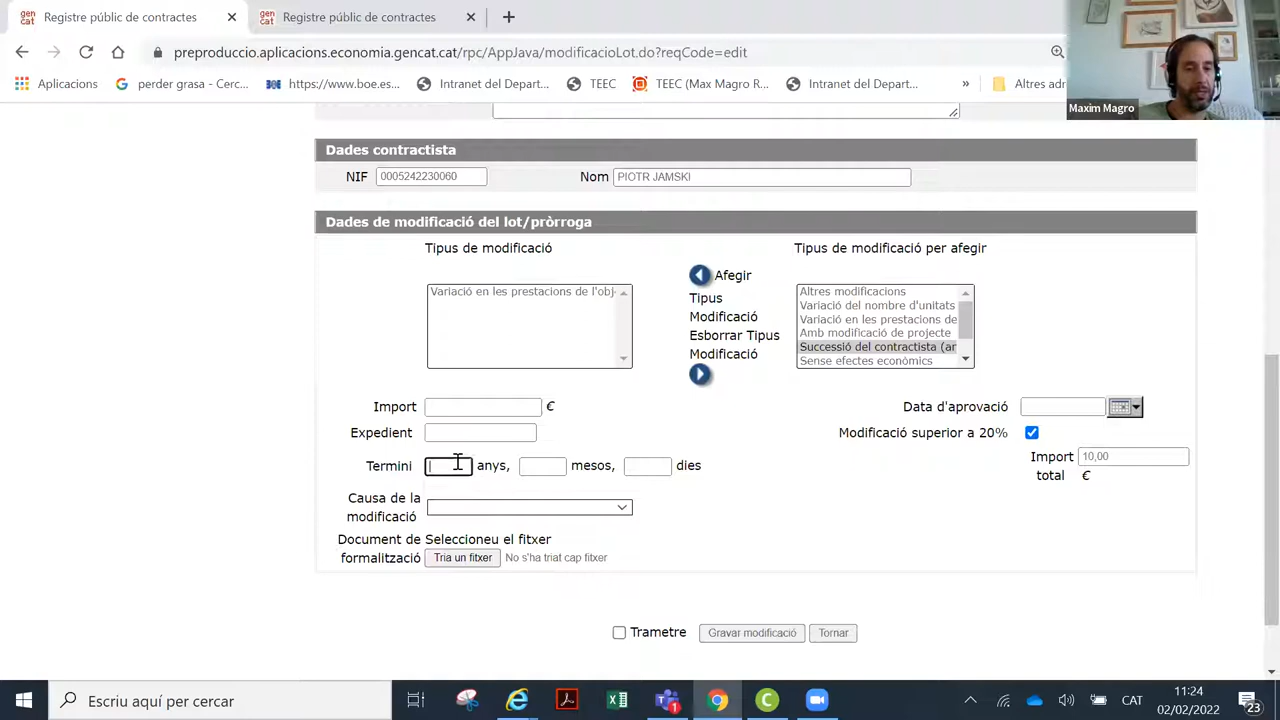 gen cat Registre públic de contractes
gen cat Registre públic de contractes
preproduccio.aplicacions.economia.gencat.cat/rpc/AppJava/modificacioLot.do?reqCode=edit
Aplicacions
perder grasa - Cerc...
https://www.boe.es...
Intranet del Depart...
TEEC
TEEC (Max Magro R...
Intranet del Depar...
»
Altres adr
Maxim Magro
Dades contractista
NIF 0005242230060 Nom PIOTR JAMSKI
Dades de modificació del lot/pròrroga
Tipus de modificació
Tipus de modificació per afegir
Variació en les prestacions de l'obj-
Afegir
Tipus
Modificació
Esborrar Tipus
Modificació
Altres modificacions
Variació del nombre d'unitats
Variació en les prestacions de
Amb modificació de projecte
Successió del contractista (ar
Sense efectes econòmics
Import €
Data d'aprovació
Expedient
Modificació superior a 20%
Import 10,00
total €
Termini anys, mesos, dies
Causa de la
modificació
Document de Seleccioneu el fitxer
formalització Tria un fitxer No s'ha triat cap fitxer
Trametre Gravar modificació Tornar
Escriu aquí per cercar
CAT
11:24
02/02/2022
23